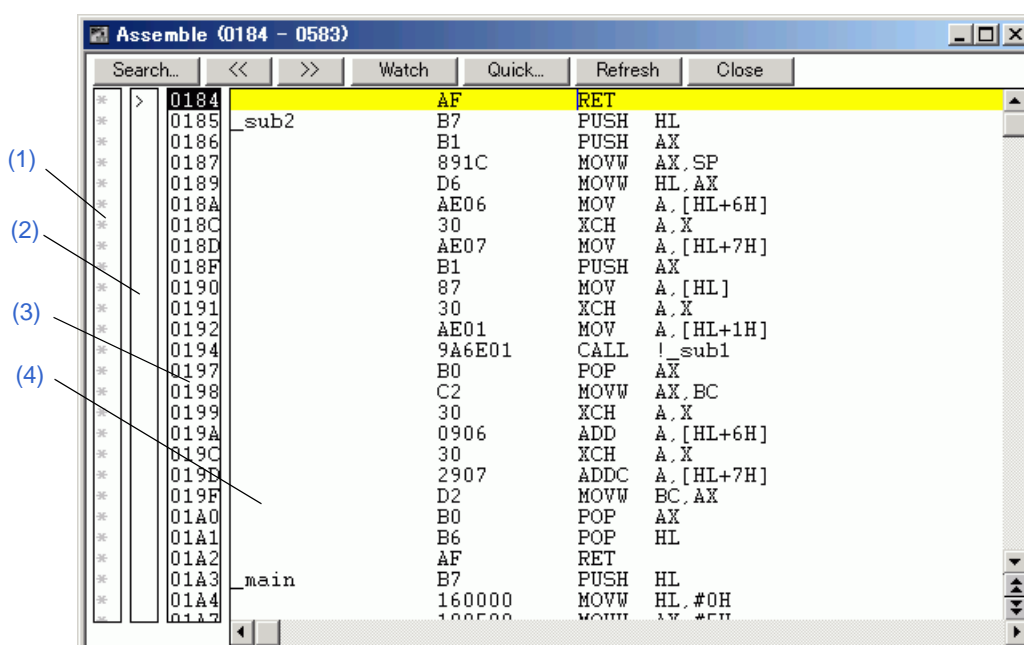 Assemble (0184 - 0583)
Search... << >> Watch Quick... Refresh Close
* > 0184 AF RET
* 0185 _sub2 B7 PUSH HL
* 0186 B1 PUSH AX
* 0187 891C MOVW AX,SP
* 0189 D6 MOVW HL,AX
* 018A AE06 MOV A,[HL+6H]
* 018C 30 XCH A,X
* 018D AE07 MOV A,[HL+7H]
* 018F B1 PUSH AX
* 0190 87 MOV A,[HL]
* 0191 30 XCH A,X
* 0192 AE01 MOV A,[HL+1H]
* 0194 9A6E01 CALL !_sub1
* 0197 B0 POP AX
* 0198 C2 MOVW AX,BC
* 0199 30 XCH A,X
* 019A 0906 ADD A,[HL+6H]
* 019C 30 XCH A,X
* 019D 2907 ADDC A,[HL+7H]
* 019F D2 MOVW BC,AX
* 01A0 B0 POP AX
* 01A1 B6 POP HL
* 01A2 AF RET
* 01A3 _main B7 PUSH HL
* 01A4 160000 MOVW HL,#0H
(1)
(2)
(3)
(4)